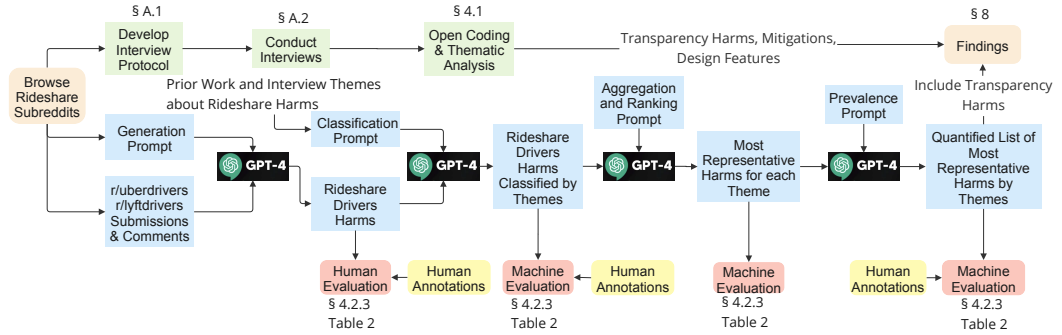 § A.1
Develop
Interview
Protocol
§ A.2
Conduct
Interviews
§ 4.1
Open Coding
& Thematic
Analysis
Transparency Harms, Mitigations,
Design Features
§ 8
Findings
Browse
Rideshare
Subreddits
Prior Work and Interview Themes
about Rideshare Harms
Generation
Prompt
r/uberdrivers
r/lyftdrivers
Submissions
& Comments
GPT-4
Classification
Prompt
Rideshare
Drivers
Harms
GPT-4
Rideshare
Drivers
Harms
Classified by
Themes
Aggregation
and Ranking
Prompt
GPT-4
Most
Representative
Harms for each
Theme
Prevalence
Prompt
GPT-4
Include Transparency
Harms
Quantified List of
Most
Representative
Harms by
Themes
Human
Evaluation
Human
Annotations
§ 4.2.3
Table 2
Machine
Evaluation
Human
Annotations
§ 4.2.3
Table 2
Machine
Evaluation
§ 4.2.3
Table 2
Human
Annotations
Machine
Evaluation
§ 4.2.3
Table 2